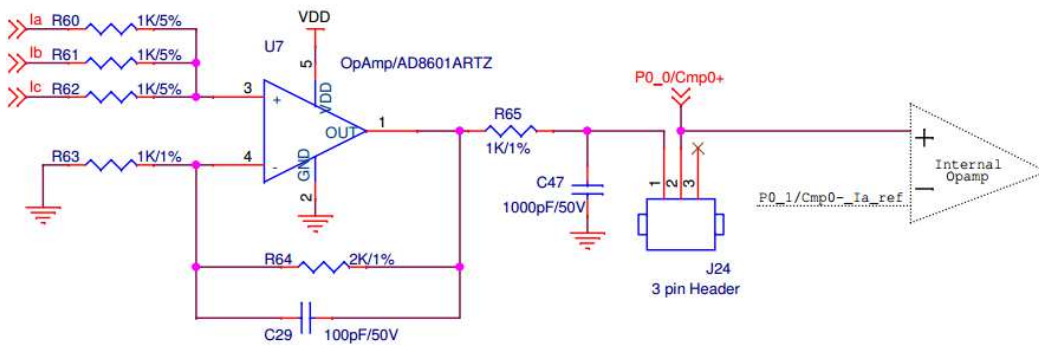 Ia
R60
1K/5%
Ib
R61
1K/5%
Ic
R62
1K/5%
R63
1K/1%
VDD
U7
OpAmp/AD8601ARTZ
5
VDD
3
+
OUT
1
4
-
GND
2
R64
2K/1%
C29
100pF/50V
R65
1K/1%
C47
1000pF/50V
P0_0/Cmp0+
1
2
3
J24
3 pin Header
+
Internal
Opamp
-
P0_1/Cmp0-_Ia_ref